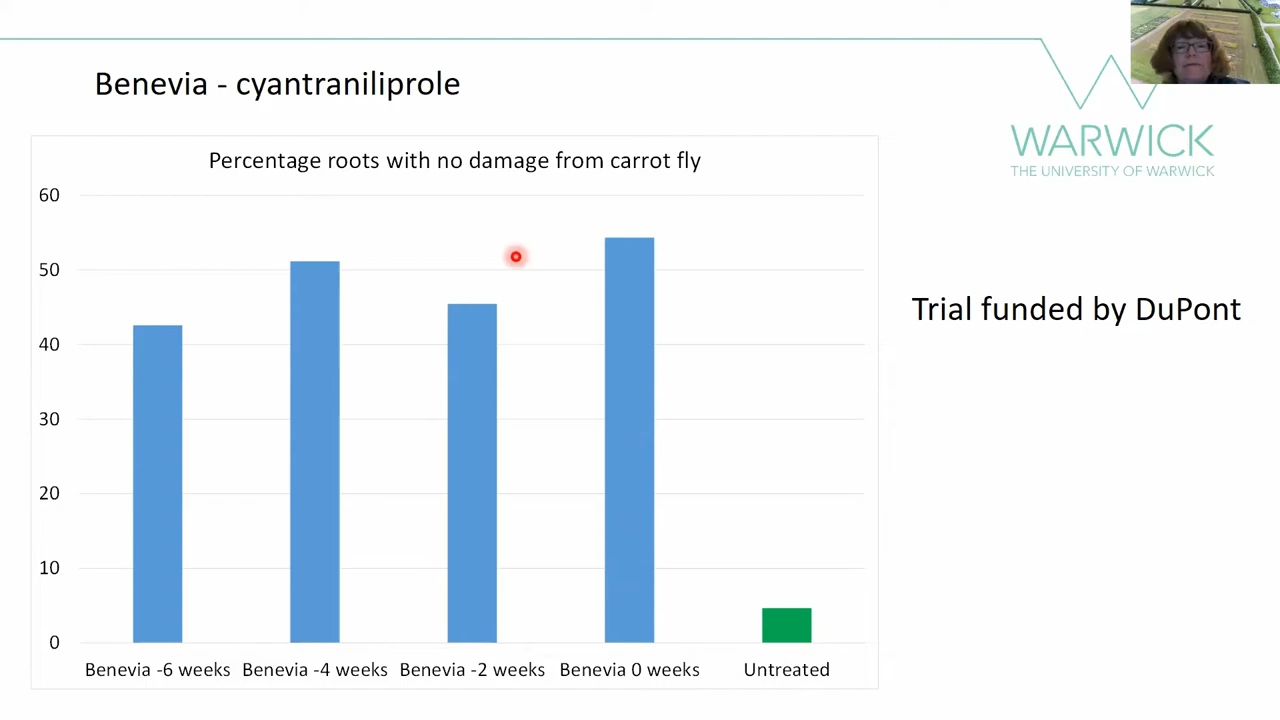 Benevia - cyantraniliprole
WARWICK
THE UNIVERSITY OF WARWICK
Percentage roots with no damage from carrot fly
60
50
40
30
20
10
0
Benevia -6 weeks Benevia -4 weeks Benevia -2 weeks Benevia 0 weeks Untreated
Trial funded by DuPont